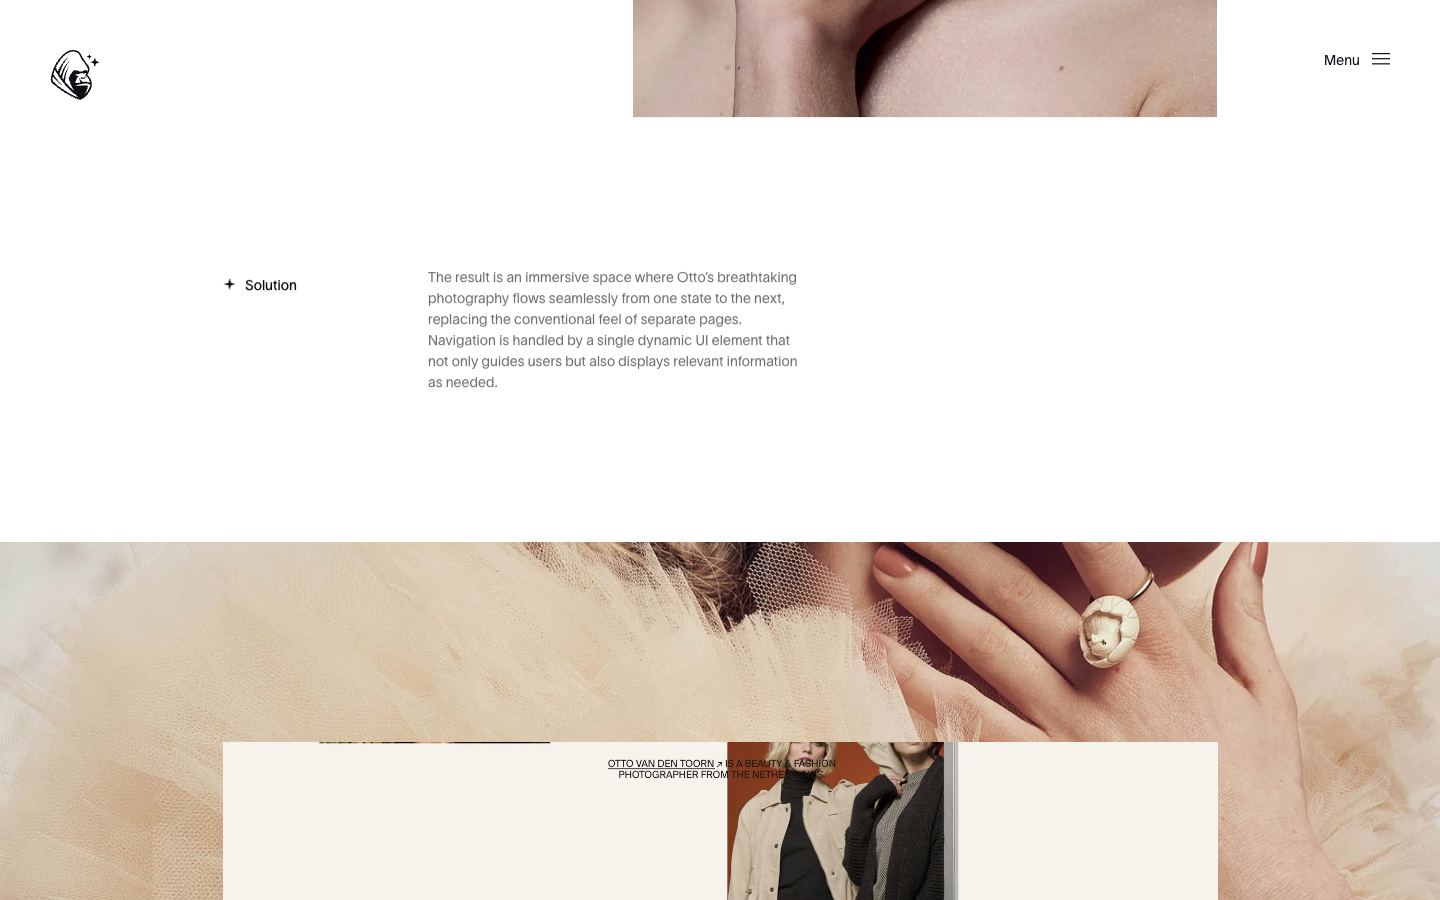 Menu
Solution
The result is an immersive space where Otto's breathtaking
photography flows seamlessly from one state to the next,
replacing the conventional feel of separate pages.
Navigation is handled by a single dynamic UI element that
not only guides users but also displays relevant information
as needed.
OTTO VAN DEN TOORN ↗ IS A BEAUTY & FASHION
PHOTOGRAPHER FROM THE